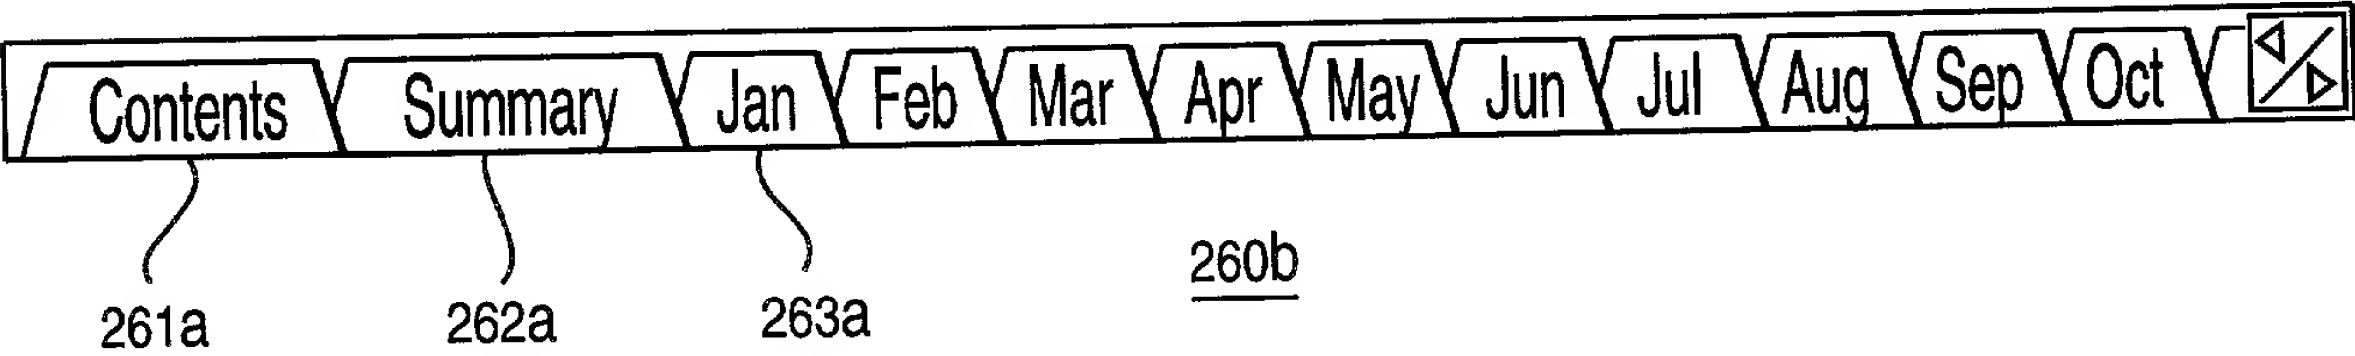 Contents Summary Jan Feb Mar Apr May Jun Jul Aug Sep Oct
260b
261a 262a 263a